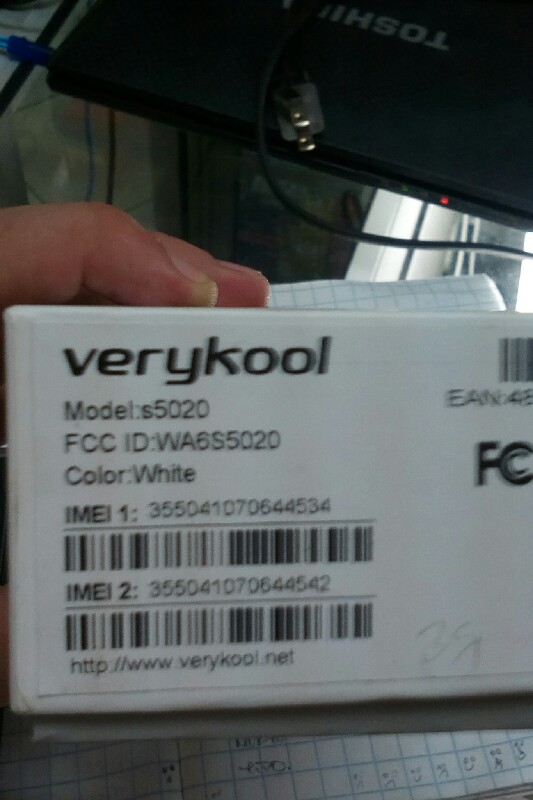 TOSHIB
verykool
Model:s5020
FCC ID:WA6S5020
Color:White
IMEI 1: 355041070644534
IMEI 2: 355041070644542
http://www.verykool.net
EAN:48
FC